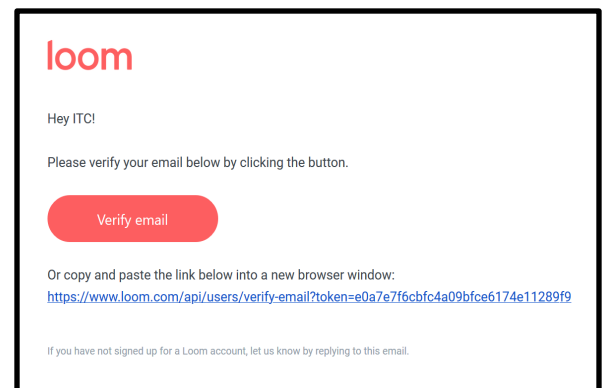 loom
Hey ITC!
Please verify your email below by clicking the button.
Verify email
Or copy and paste the link below into a new browser window:
https://www.loom.com/api/users/verify-email?token=e0a7e7f6cbfc4a09bfce6174e11289f9
If you have not signed up for a Loom account, let us know by replying to this email.